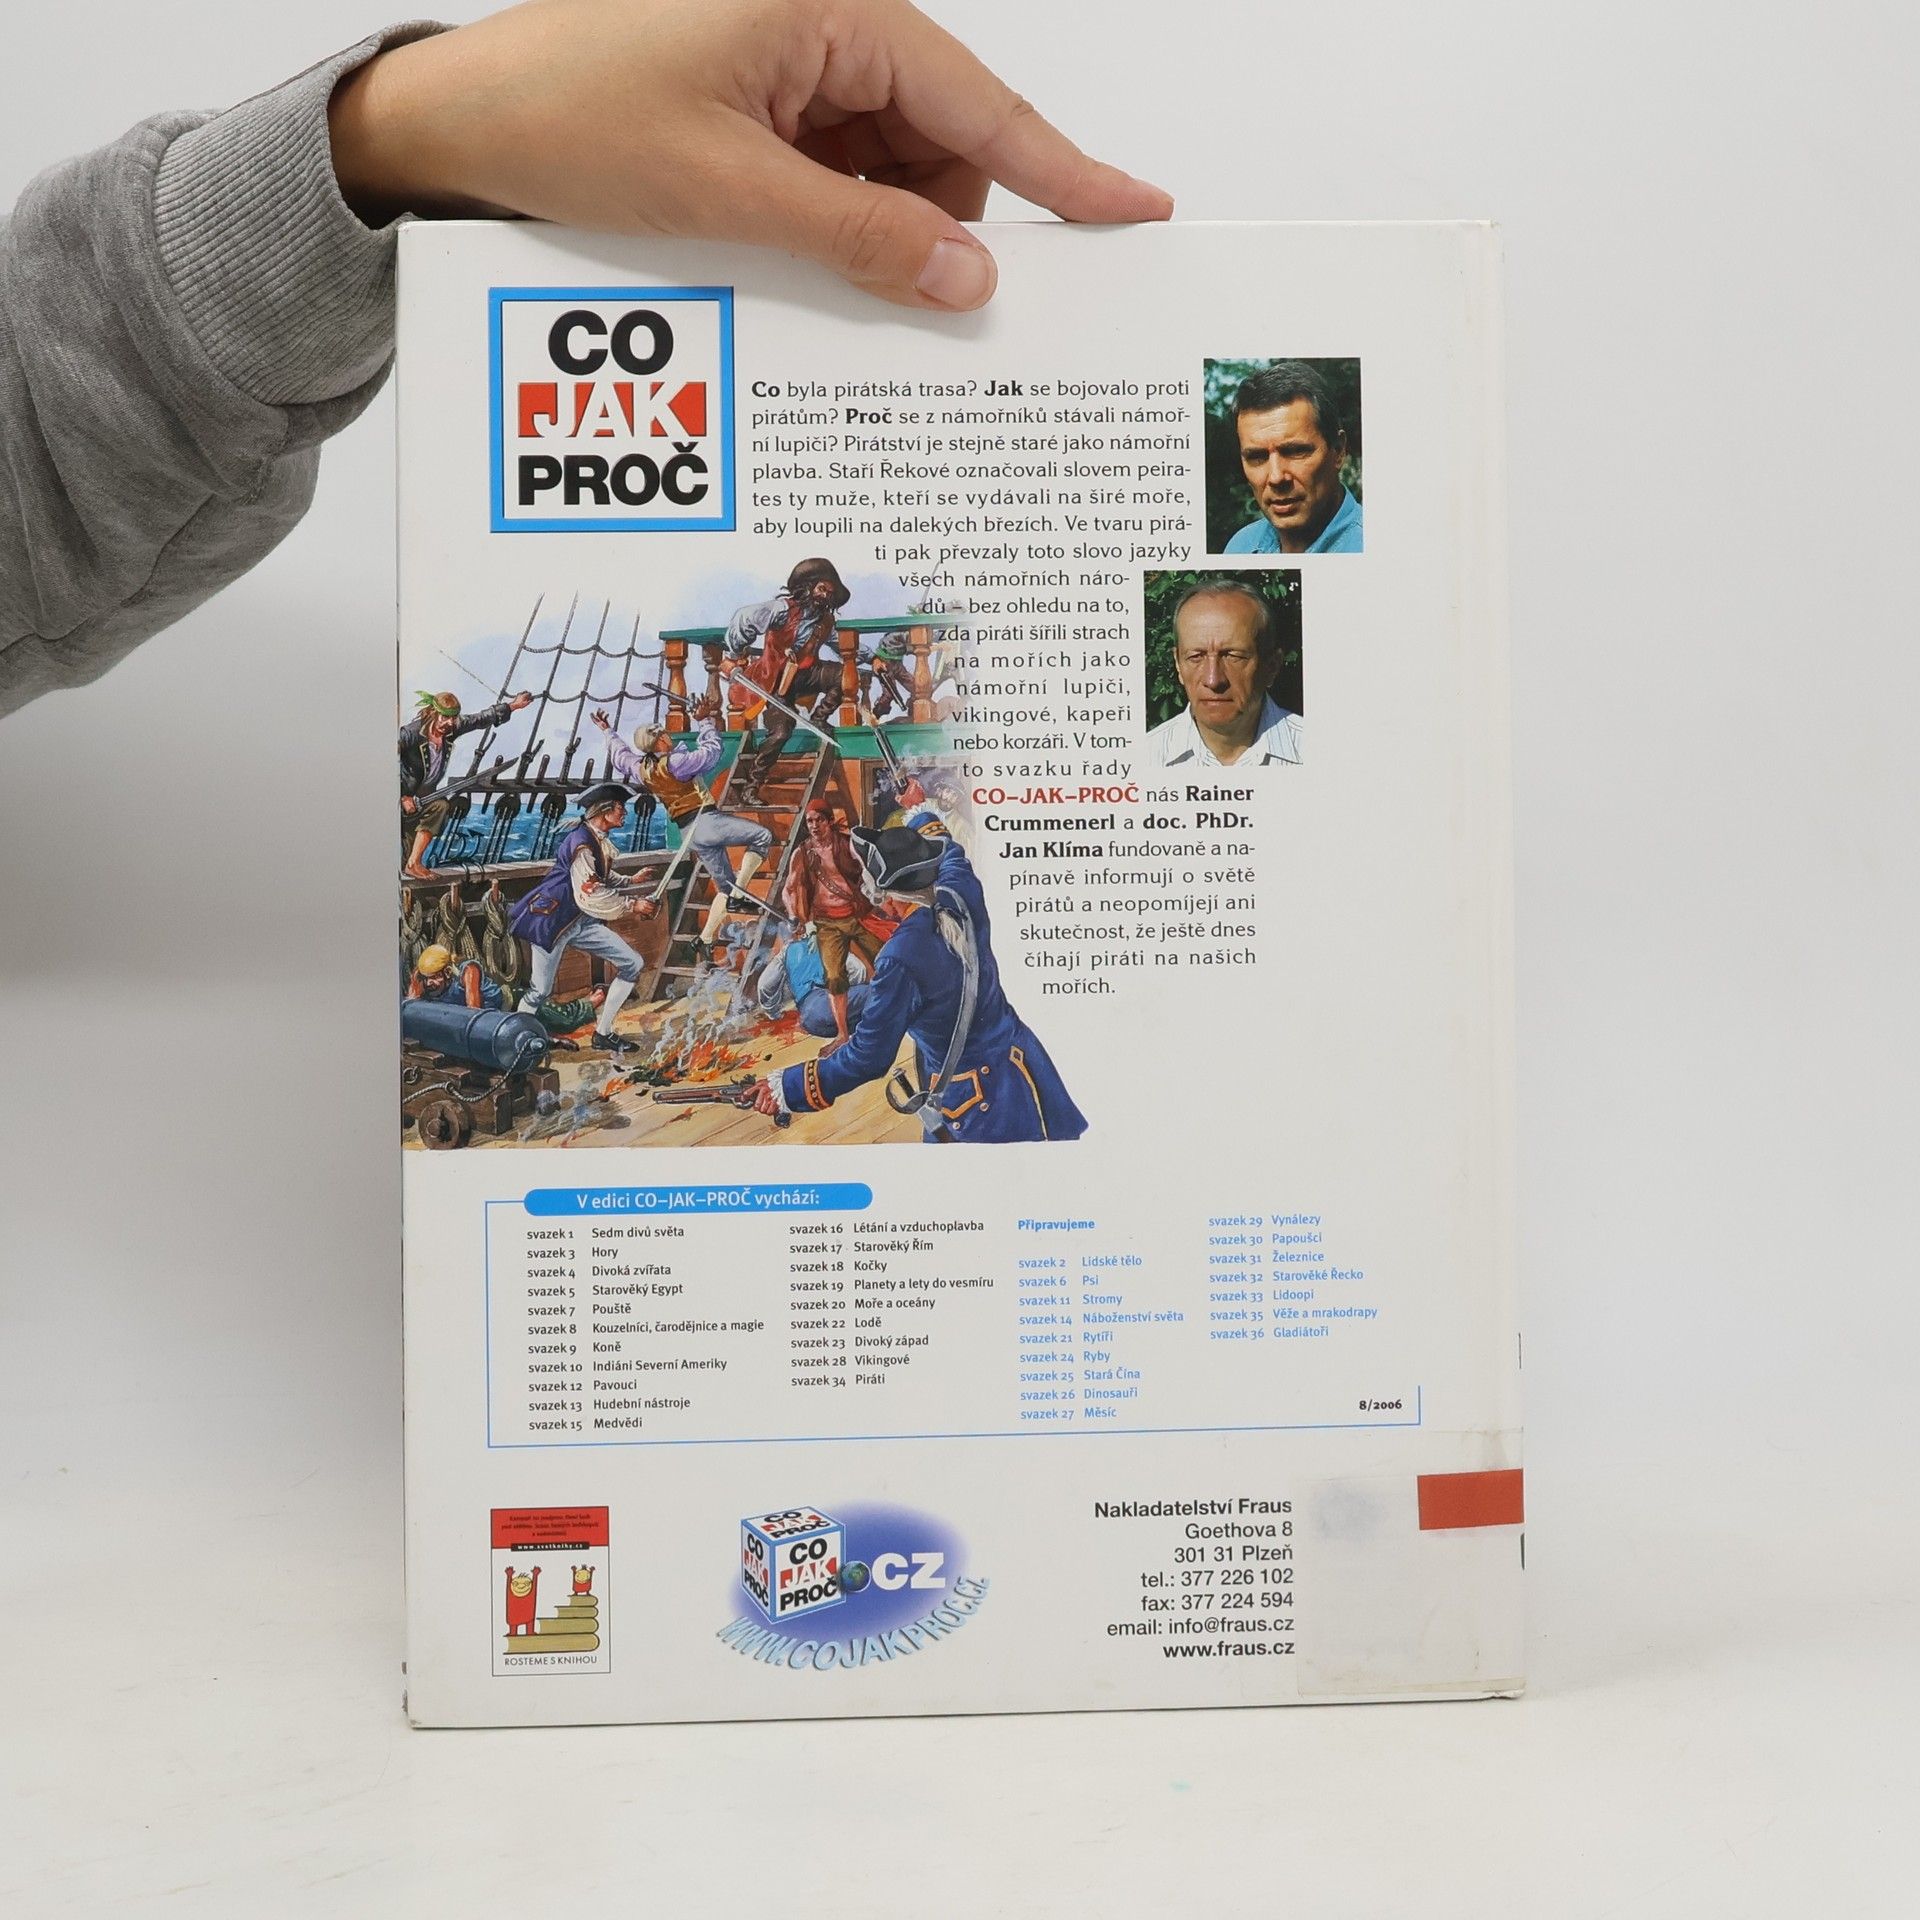 CO
JAK
PROČ
Co byla pirátská trasa? Jak se bojovalo proti
pirátům? Proč se z námořníků stávali námoř-
ní lupiči? Pirátství je stejně staré jako námořní
plavba. Staří Řekové označovali slovem peira-
tes ty muže, kteří se vydávali na širé moře,
aby loupili na dalekých březích. Ve tvaru pirá-
ti pak převzaly toto slovo jazyky
všech námořních náro-
dů – bez ohledu na to,
zda piráti šířili strach
na mořích jako
námořní lupiči,
vikingové, kapeři
nebo korzáři. V tom-
to svazku řady
CO–JAK–PROČ nás Rainer
Crummenerl a doc. PhDr.
Jan Klíma fundovaně a na-
pínavě informují o světě
pirátů a neopomíjejí ani
skutečnost, že ještě dnes
číhají piráti na našich
mořích.
V edici CO–JAK–PROČ vychází:
svazek 1 Sedm divů světa
svazek 3 Hory
svazek 4 Divoká zvířata
svazek 5 Starověký Egypt
svazek 7 Pouště
svazek 8 Kouzelníci, čarodějnice a magie
svazek 9 Koně
svazek 10 Indiáni Severní Ameriky
svazek 12 Pavouci
svazek 13 Hudební nástroje
svazek 15 Medvědi
svazek 16 Létání a vzduchoplavba
svazek 17 Starověký Řím
svazek 18 Kočky
svazek 19 Planety a lety do vesmíru
svazek 20 Moře a oceány
svazek 22 Lodě
svazek 23 Divoký západ
svazek 28 Vikingové
svazek 34 Piráti
Připravujeme
svazek 2 Lidské tělo
svazek 6 Psi
svazek 11 Stromy
svazek 14 Náboženství světa
svazek 21 Rytíři
svazek 24 Ryby
svazek 25 Stará Čína
svazek 26 Dinosauři
svazek 27 Měsíc
svazek 29 Vynálezy
svazek 30 Papoušci
svazek 31 Železnice
svazek 32 Starověké Řecko
svazek 33 Lidoopi
svazek 35 Věže a mrakodrapy
svazek 36 Gladiátoři
8/2006
www.svetknihy.cz
ROSTEME S KNIHOU
CO
JAK
PROČ
CO
JAK
PROČ
CO
JAK
PROČ
.CZ
WWW.COJAKPROC.CZ
Nakladatelství Fraus
Goethova 8
301 31 Plzeň
tel.: 377 226 102
fax: 377 224 594
email: info@fraus.cz
www.fraus.cz